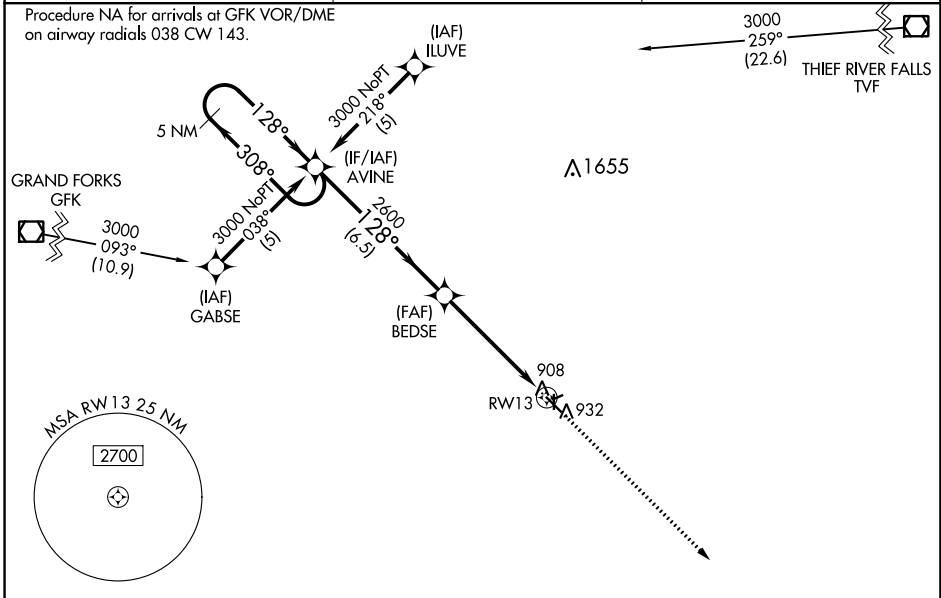 Procedure NA for arrivals at GFK VOR/DME
on airway radials 038 CW 143.
(IAF)
ILUVE
3000
259°
(22.6)
THIEF RIVER FALLS
TVF
3000 NoPT
218°
(5)
5 NM
128°
308°
(IF/IAF)
AVINE
1655
GRAND FORKS
GFK
3000
093°
(10.9)
3000 NoPT
038°
(5)
2600
128°
(6.5)
(IAF)
GABSE
(FAF)
BEDSE
908
RW13
932
MSA RW13 25 NM
2700